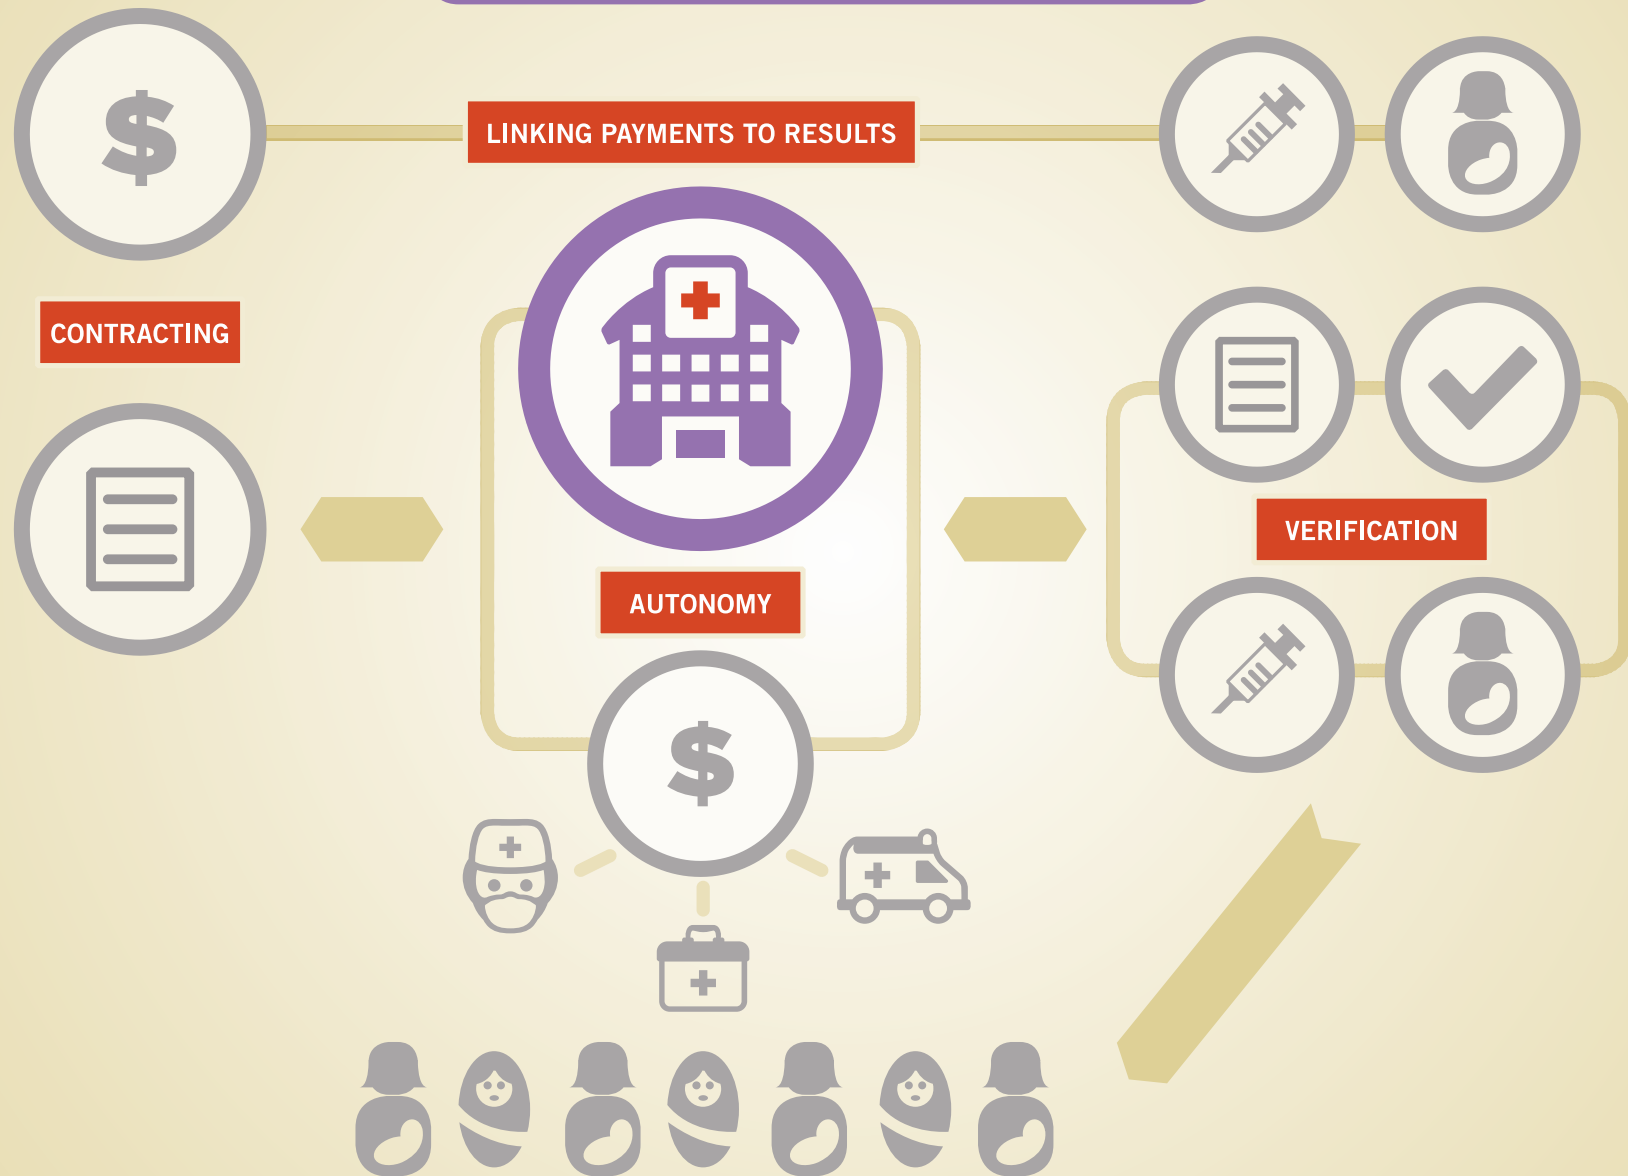 LINKING PAYMENTS TO RESULTS
CONTRACTING
VERIFICATION
AUTONOMY
$
$